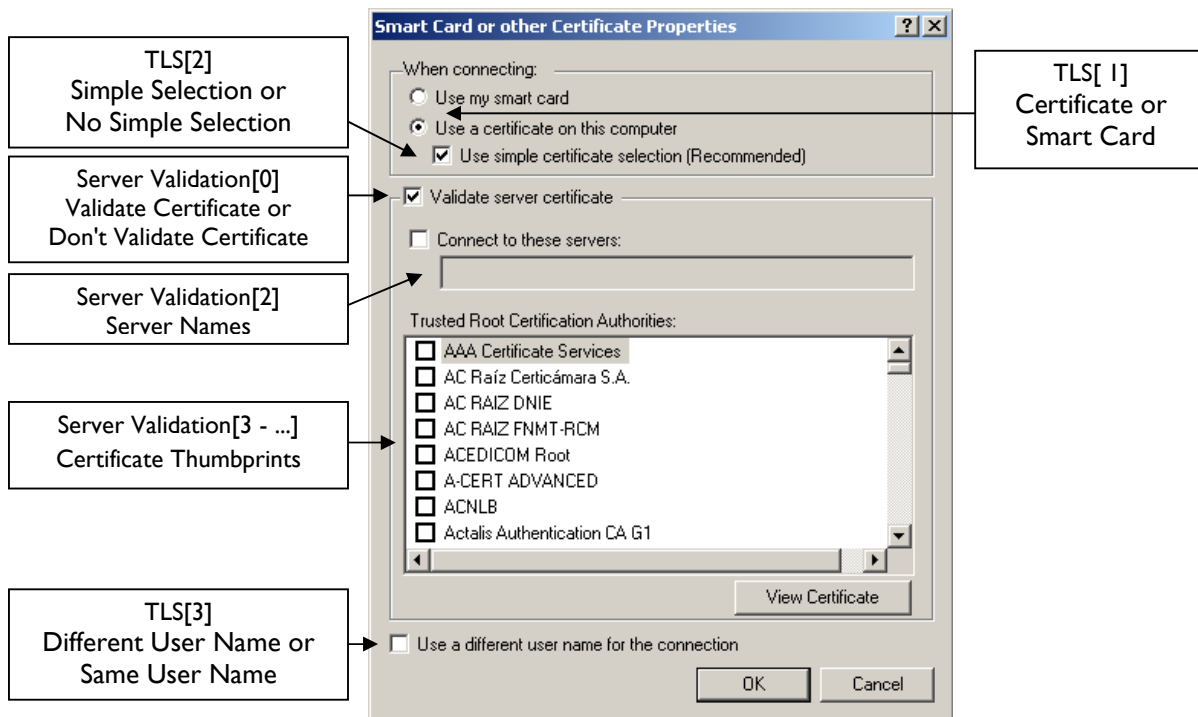 Smart Card or other Certificate Properties
TLS[2]
Simple Selection or
No Simple Selection
When connecting:
Use my smart card
Use a certificate on this computer
Use simple certificate selection (Recommended)
TLS[ 1]
Certificate or
Smart Card
Server Validation[0]
Validate Certificate or
Don't Validate Certificate
Validate server certificate
Connect to these servers:
Server Validation[2]
Server Names
Trusted Root Certification Authorities:
AAA Certificate Services
AC Raíz Certicámara S.A.
AC RAIZ DNIE
AC RAIZ FNMT-RCM
ACEDICOM Root
A-CERT ADVANCED
ACNLB
Actalis Authentication CA G1
Server Validation[3 - ...]
Certificate Thumbprints
View Certificate
TLS[3]
Different User Name or
Same User Name
Use a different user name for the connection
OK
Cancel